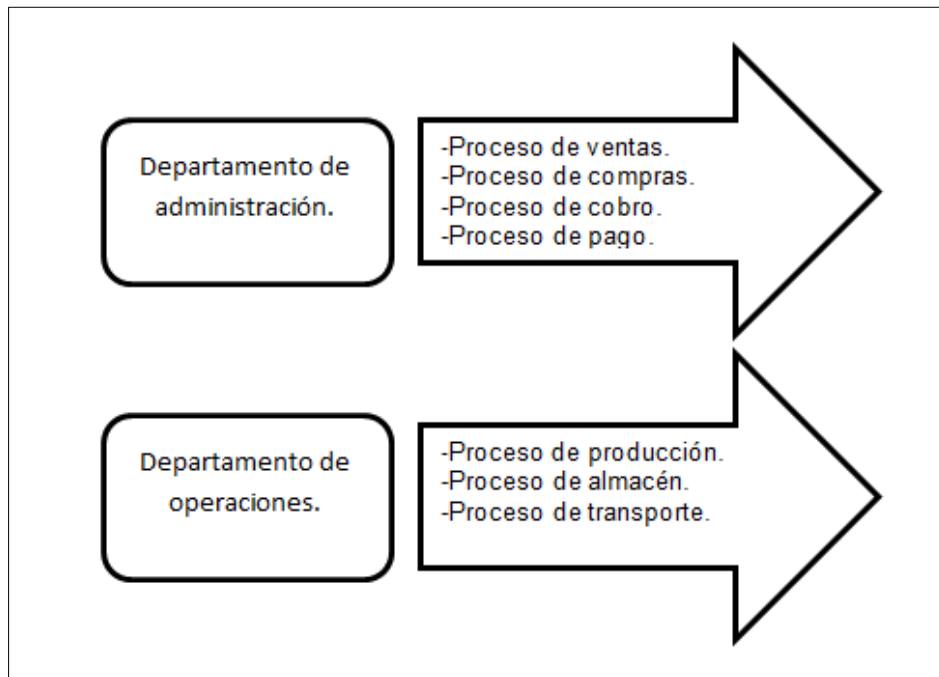 Departamento de
administración.
-Proceso de ventas.
-Proceso de compras.
-Proceso de cobro.
-Proceso de pago.
Departamento de
operaciones.
-Proceso de producción.
-Proceso de almacén.
-Proceso de transporte.